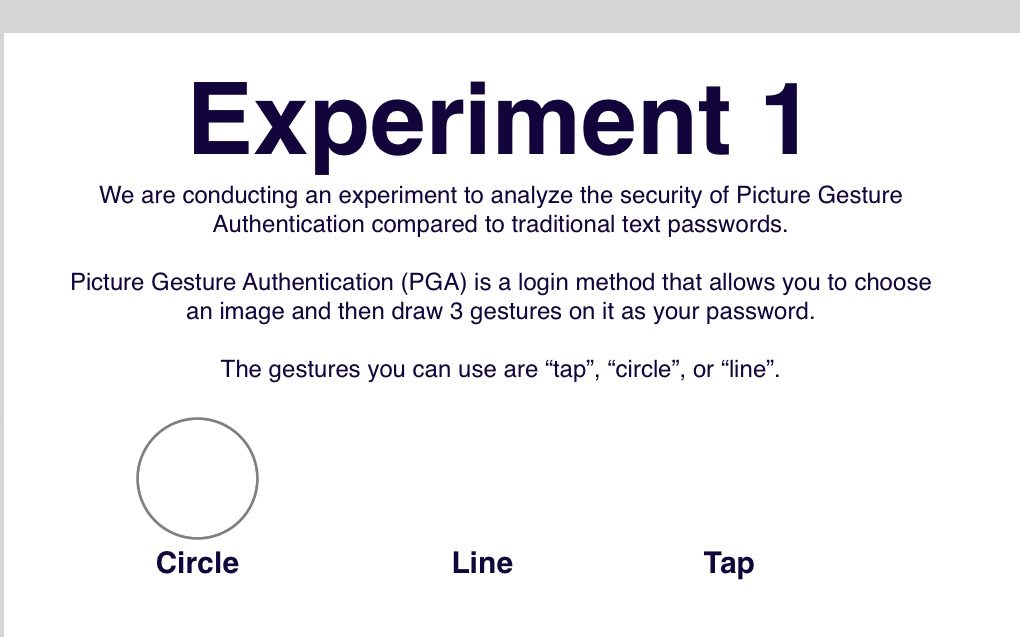 Experiment 1
We are conducting an experiment to analyze the security of Picture Gesture
Authentication compared to traditional text passwords.
Picture Gesture Authentication (PGA) is a login method that allows you to choose
an image and then draw 3 gestures on it as your password.
The gestures you can use are “tap”, “circle”, or “line”.
Circle Line Tap